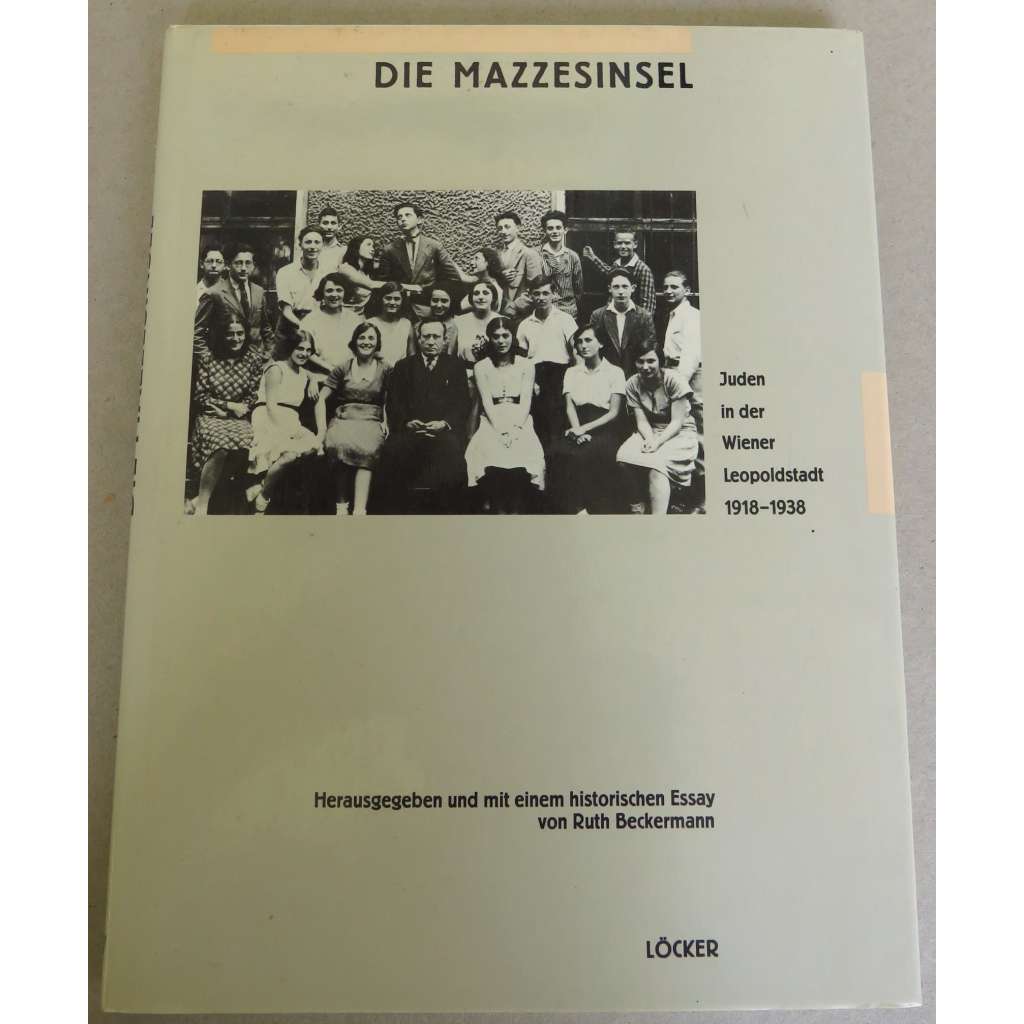 DIE MAZZESINSEL
Juden
in der
Wiener
Leopoldstadt
1918–1938
Herausgegeben und mit einem historischen Essay
von Ruth Beckermann
LÖCKER